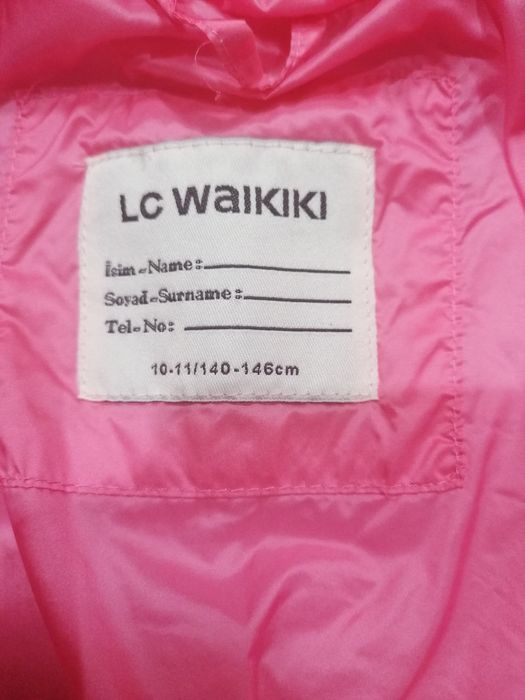 LC WaIKIKI
İsim-Name:
Soyad-Surname:
Tel-No:
10-11/140-146cm